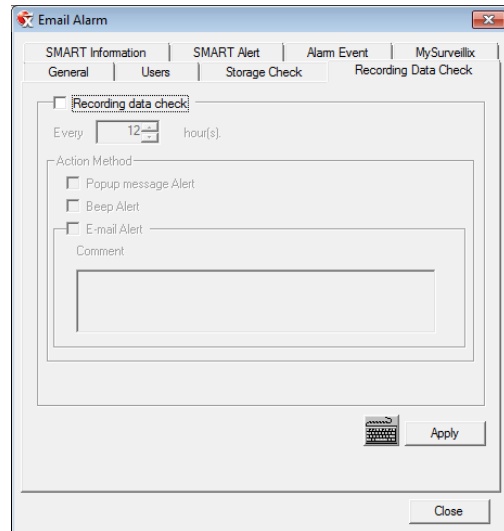 Email Alarm
SMART Information SMART Alert Alarm Event MySurveillix
General Users Storage Check Recording Data Check
Recording data check
Every 12 hour(s).
Action Method
Popup message Alert
Beep Alert
E-mail Alert
Comment
Apply
Close